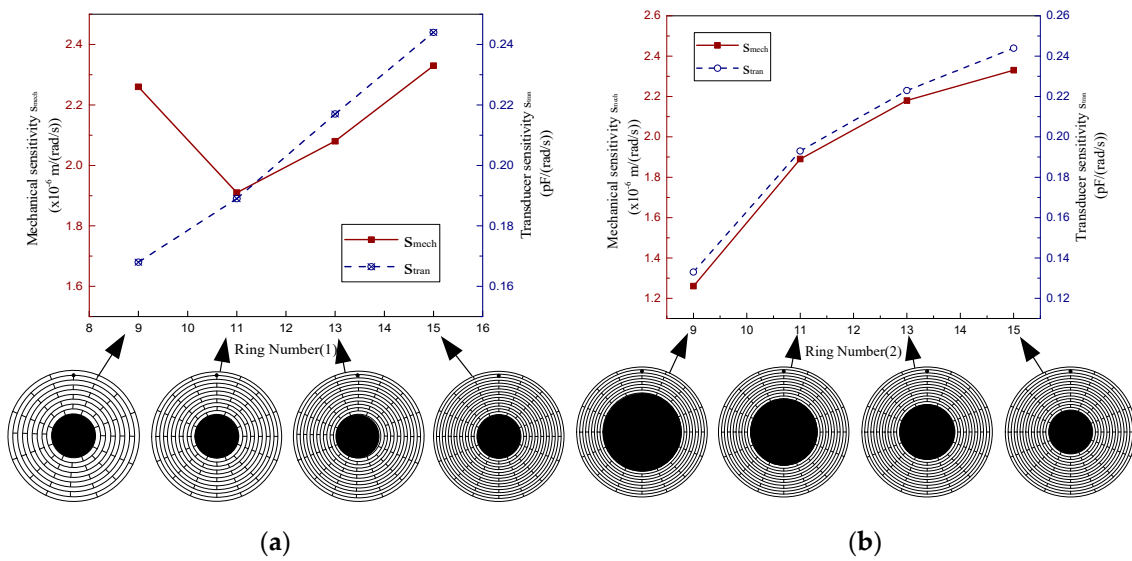 2.4
2.2
2.0
1.8
1.6
Mechanical sensitivity Smech
(x10-6 m/(rad/s))
0.24
0.22
0.20
0.18
0.16
Transducer sensitivity Stran
(pF/(rad/s))
Smech
Stran
8 9 10 11 12 13 14 15 16
Ring Number(1)
(a)
2.6
2.4
2.2
2.0
1.8
1.6
1.4
1.2
Mechanical sensitivity Smech
(x10-6 m/(rad/s))
0.26
0.24
0.22
0.20
0.18
0.16
0.14
0.12
Transducer sensitivity Stran
(pF/(rad/s))
Smech
Stran
9 10 11 12 13 14 15
Ring Number(2)
(b)